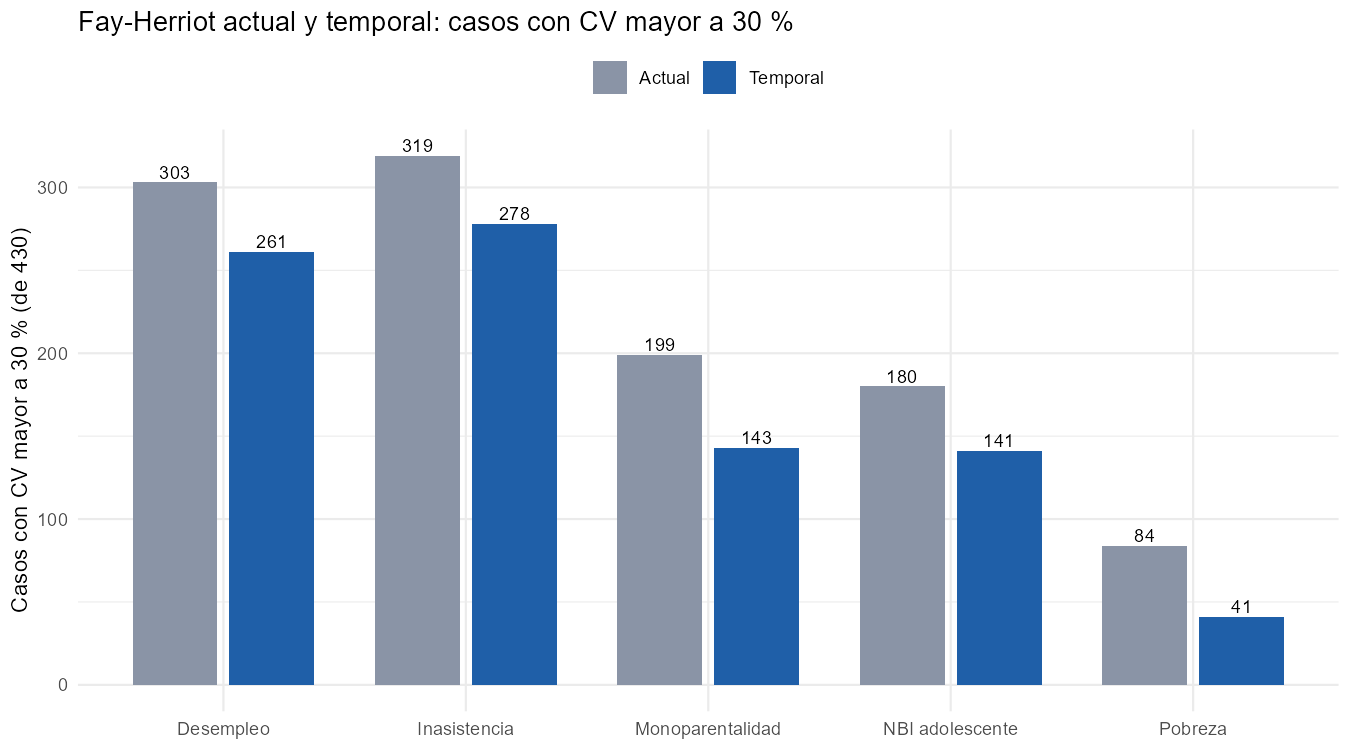 Fay-Herriot actual y temporal: casos con CV mayor a 30 %
Actual
Temporal
Casos con CV mayor a 30 % (de 430)
300
200
100
0
303
261
319
278
199
143
180
141
84
41
Desempleo
Inasistencia
Monoparentalidad
NBI adolescente
Pobreza